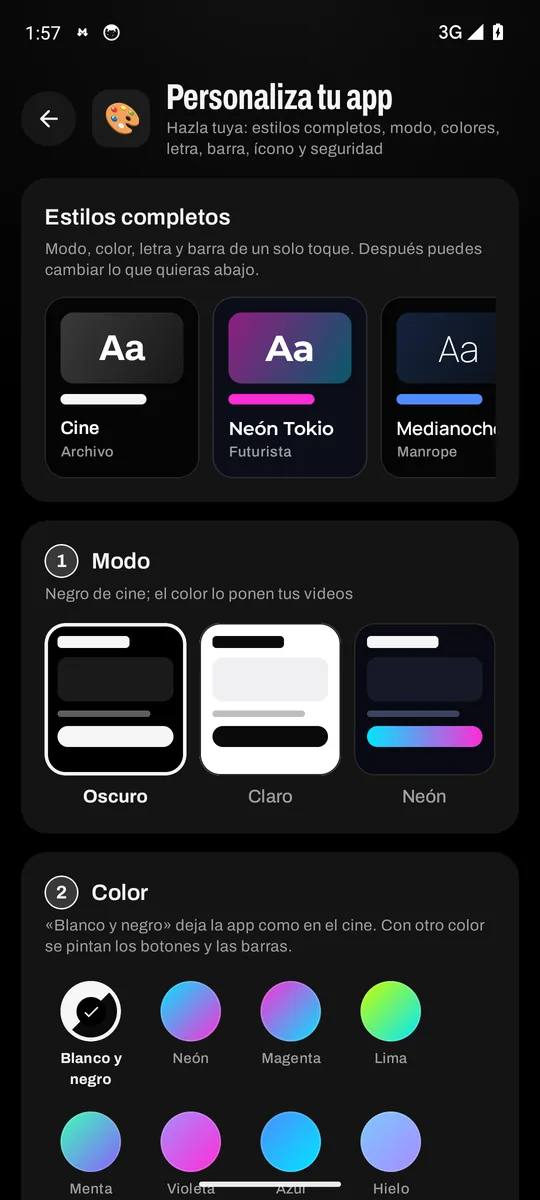 1:57
3G
Personaliza tu app
Hazla tuya: estilos completos, modo, colores,
letra, barra, ícono y seguridad
Estilos completos
Modo, color, letra y barra de un solo toque. Después puedes
cambiar lo que quieras abajo.
Aa
Aa
Aa
Cine
Neón Tokio
Medianoche
Archivo
Futurista
Manrope
1 Modo
Negro de cine; el color lo ponen tus videos
Oscuro
Claro
Neón
2 Color
«Blanco y negro» deja la app como en el cine. Con otro color
se pintan los botones y las barras.
Blanco y
negro
Neón
Magenta
Lima
Menta
Violeta
Azul
Hielo